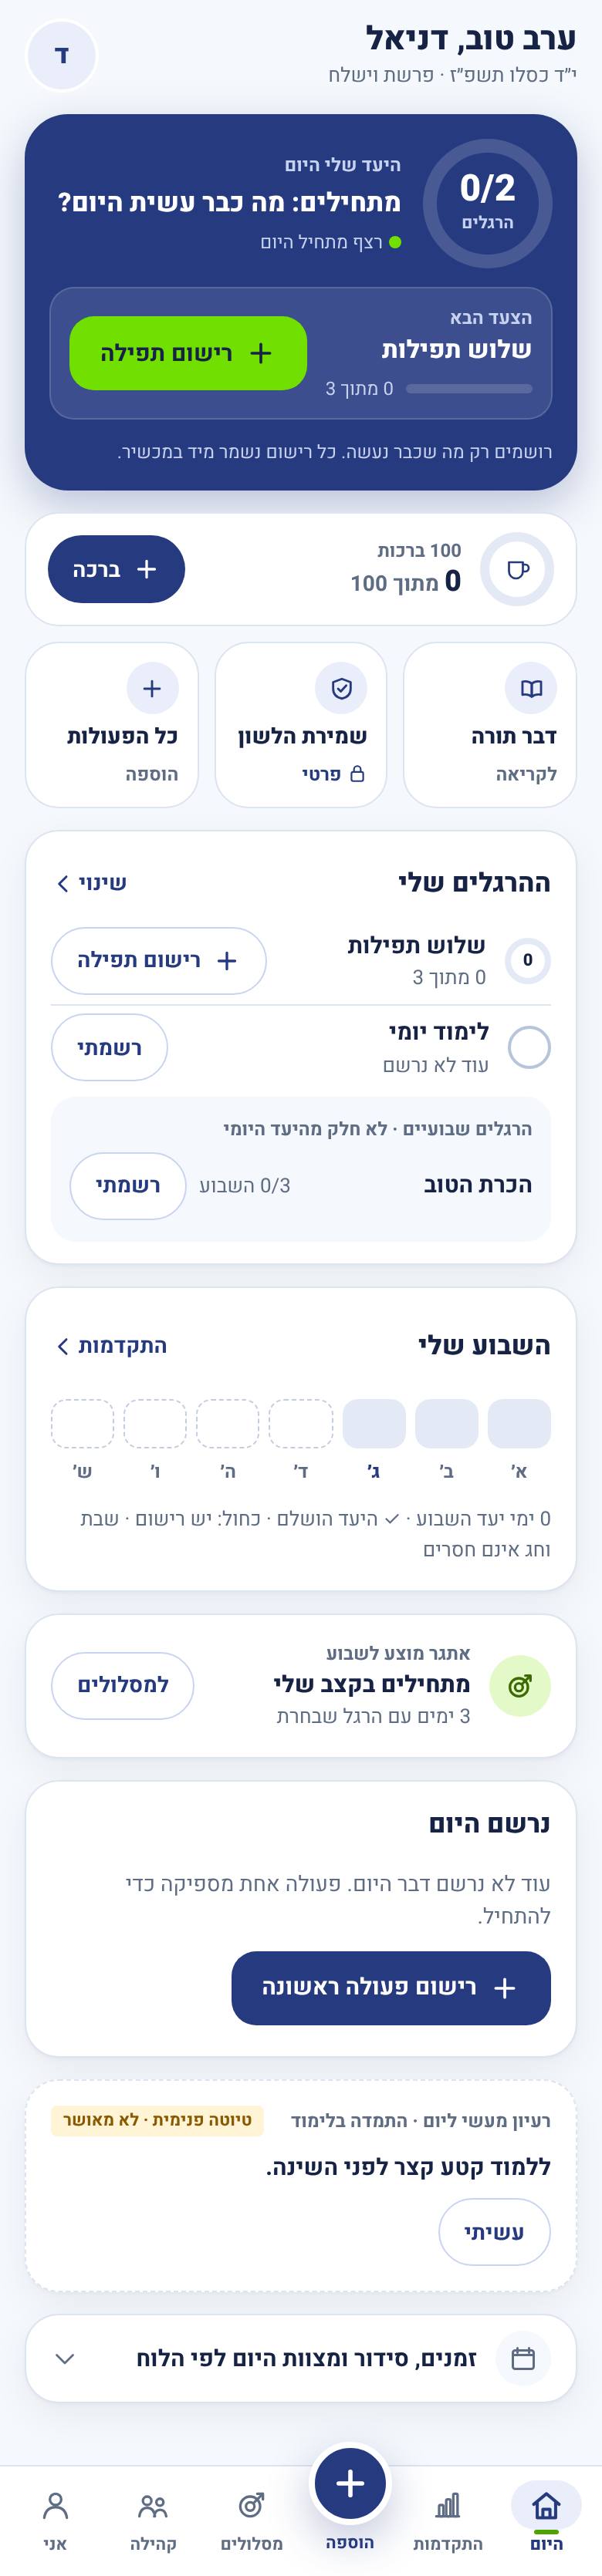 ערב טוב, דניאל
ד
י״ד כסלו תשפ״ז · פרשת וישלח
0/2
הרגלים
היעד שלי היום
מתחילים: מה כבר עשית היום?
רצף מתחיל היום
הצעד הבא
שלוש תפילות
0 מתוך 3
רישום תפילה
רושמים רק מה שכבר נעשה. כל רישום נשמר מיד במכשיר.
100 ברכות
0 מתוך 100
ברכה
דבר תורה
לקריאה
שמירת הלשון
פרטי
כל הפעולות
הוספה
ההרגלים שלי
שינוי
0
שלוש תפילות
0 מתוך 3
רישום תפילה
לימוד יומי
עוד לא נרשם
רשמתי
הרגלים שבועיים · לא חלק מהיעד היומי
הכרת הטוב
0/3 השבוע
רשמתי
השבוע שלי
התקדמות
א׳ ב׳ ג׳ ד׳ ה׳ ו׳ ש׳
0 ימי יעד השבוע · ✓ היעד הושלם · כחול: יש רישום · שבת
וחג אינם חסרים
אתגר מוצע לשבוע
מתחילים בקצב שלי
3 ימים עם הרגל שבחרת
למסלולים
נרשם היום
עוד לא נרשם דבר היום. פעולה אחת מספיקה כדי
להתחיל.
רישום פעולה ראשונה
רעיון מעשי ליום · התמדה בלימוד
טיוטה פנימית · לא מאושר
ללמוד קטע קצר לפני השינה.
עשיתי
זמנים, סידור ומצוות היום לפי הלוח
היום
התקדמות
הוספה
מסלולים
קהילה
אני